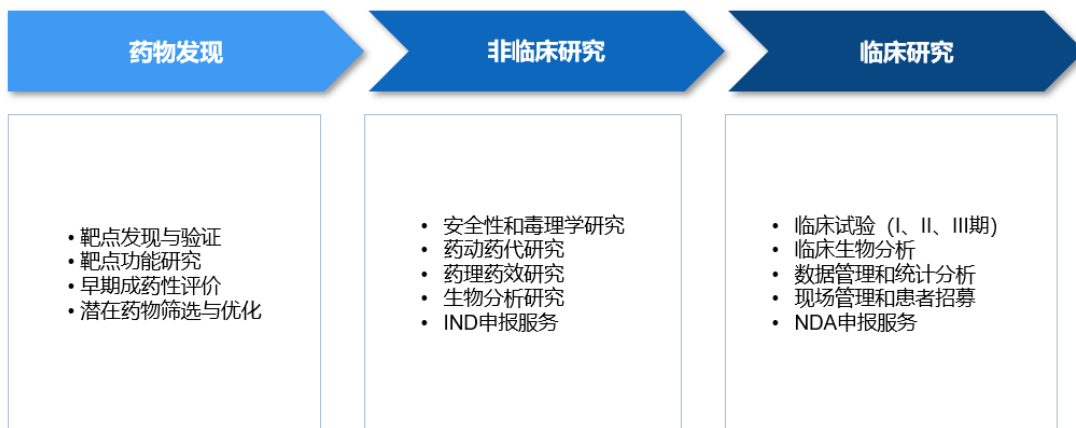 药物发现
非临床研究
临床研究
• 靶点发现与验证
• 靶点功能研究
• 早期成药性评价
• 潜在药物筛选与优化
• 安全性和毒理学研究
• 药动药代研究
• 药理药效研究
• 生物分析研究
• IND申报服务
• 临床试验（I、II、III期）
• 临床生物分析
• 数据管理和统计分析
• 现场管理和患者招募
• NDA申报服务